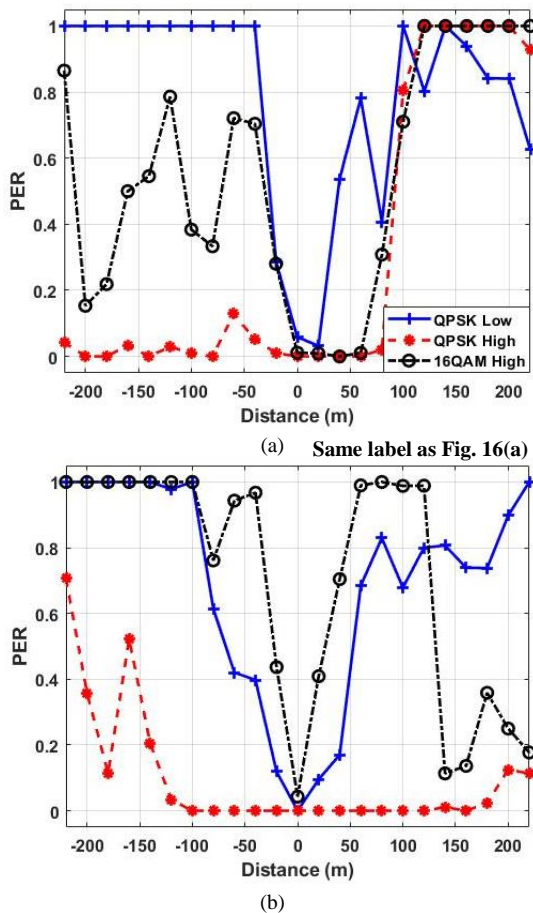 1
0.8
0.6
0.4
0.2
0
PER
QPSK Low
QPSK High
16QAM High
-200 -150 -100 -50 0 50 100 150 200
Distance (m)
(a) Same label as Fig. 16(a)
1
0.8
0.6
0.4
0.2
0
PER
-200 -150 -100 -50 0 50 100 150 200
Distance (m)
(b)